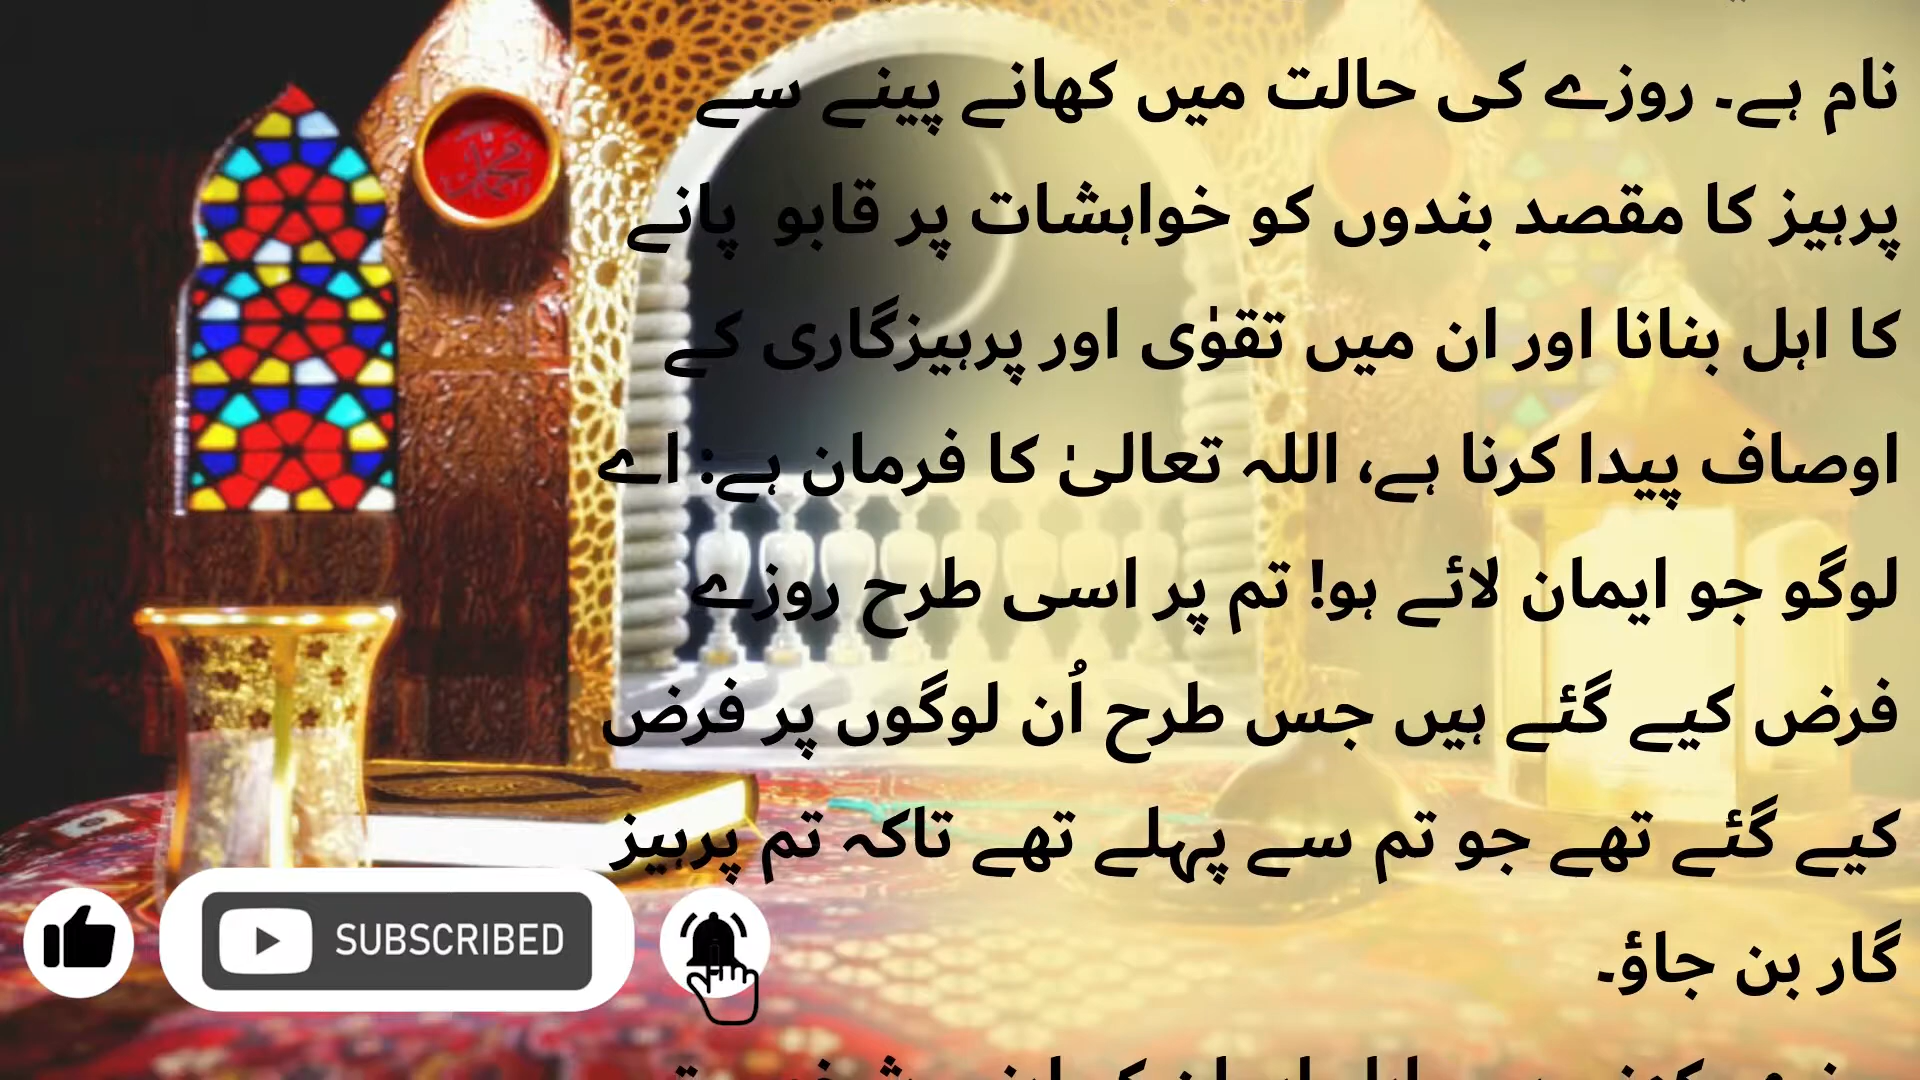 نام ہے۔ روزے کی حالت میں کھانے پینے سے
پرہیز کا مقصد بندوں کو خواہشات پر قابو پانے
کا اہل بنانا اور ان میں تقوٰی اور پرہیزگاری کے
اوصاف پیدا کرنا ہے، اللہ تعالیٰ کا فرمان ہے: اے
لوگو جو ایمان لائے ہو! تم پر اسی طرح روزے
فرض کیے گئے ہیں جس طرح اُن لوگوں پر فرض
کیے گئے تھے جو تم سے پہلے تھے تاکہ تم پرہیز
گار بن جاؤ۔
SUBSCRIBED